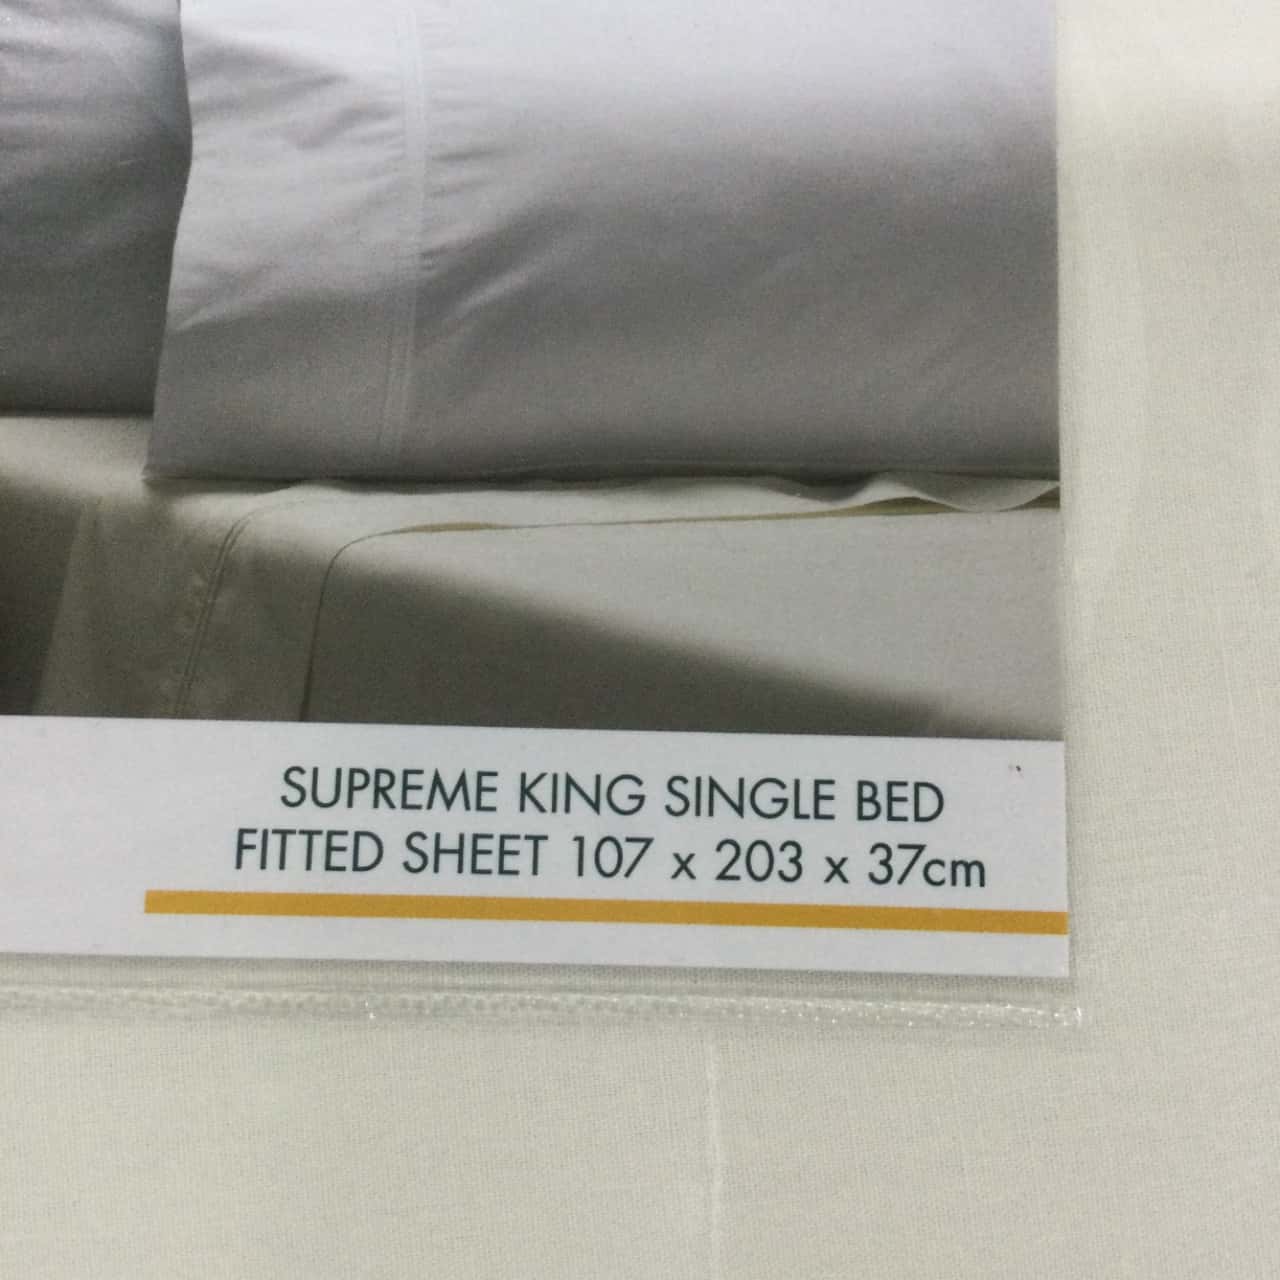 SUPREME KING SINGLE BED
FITTED SHEET 107 x 203 x 37cm